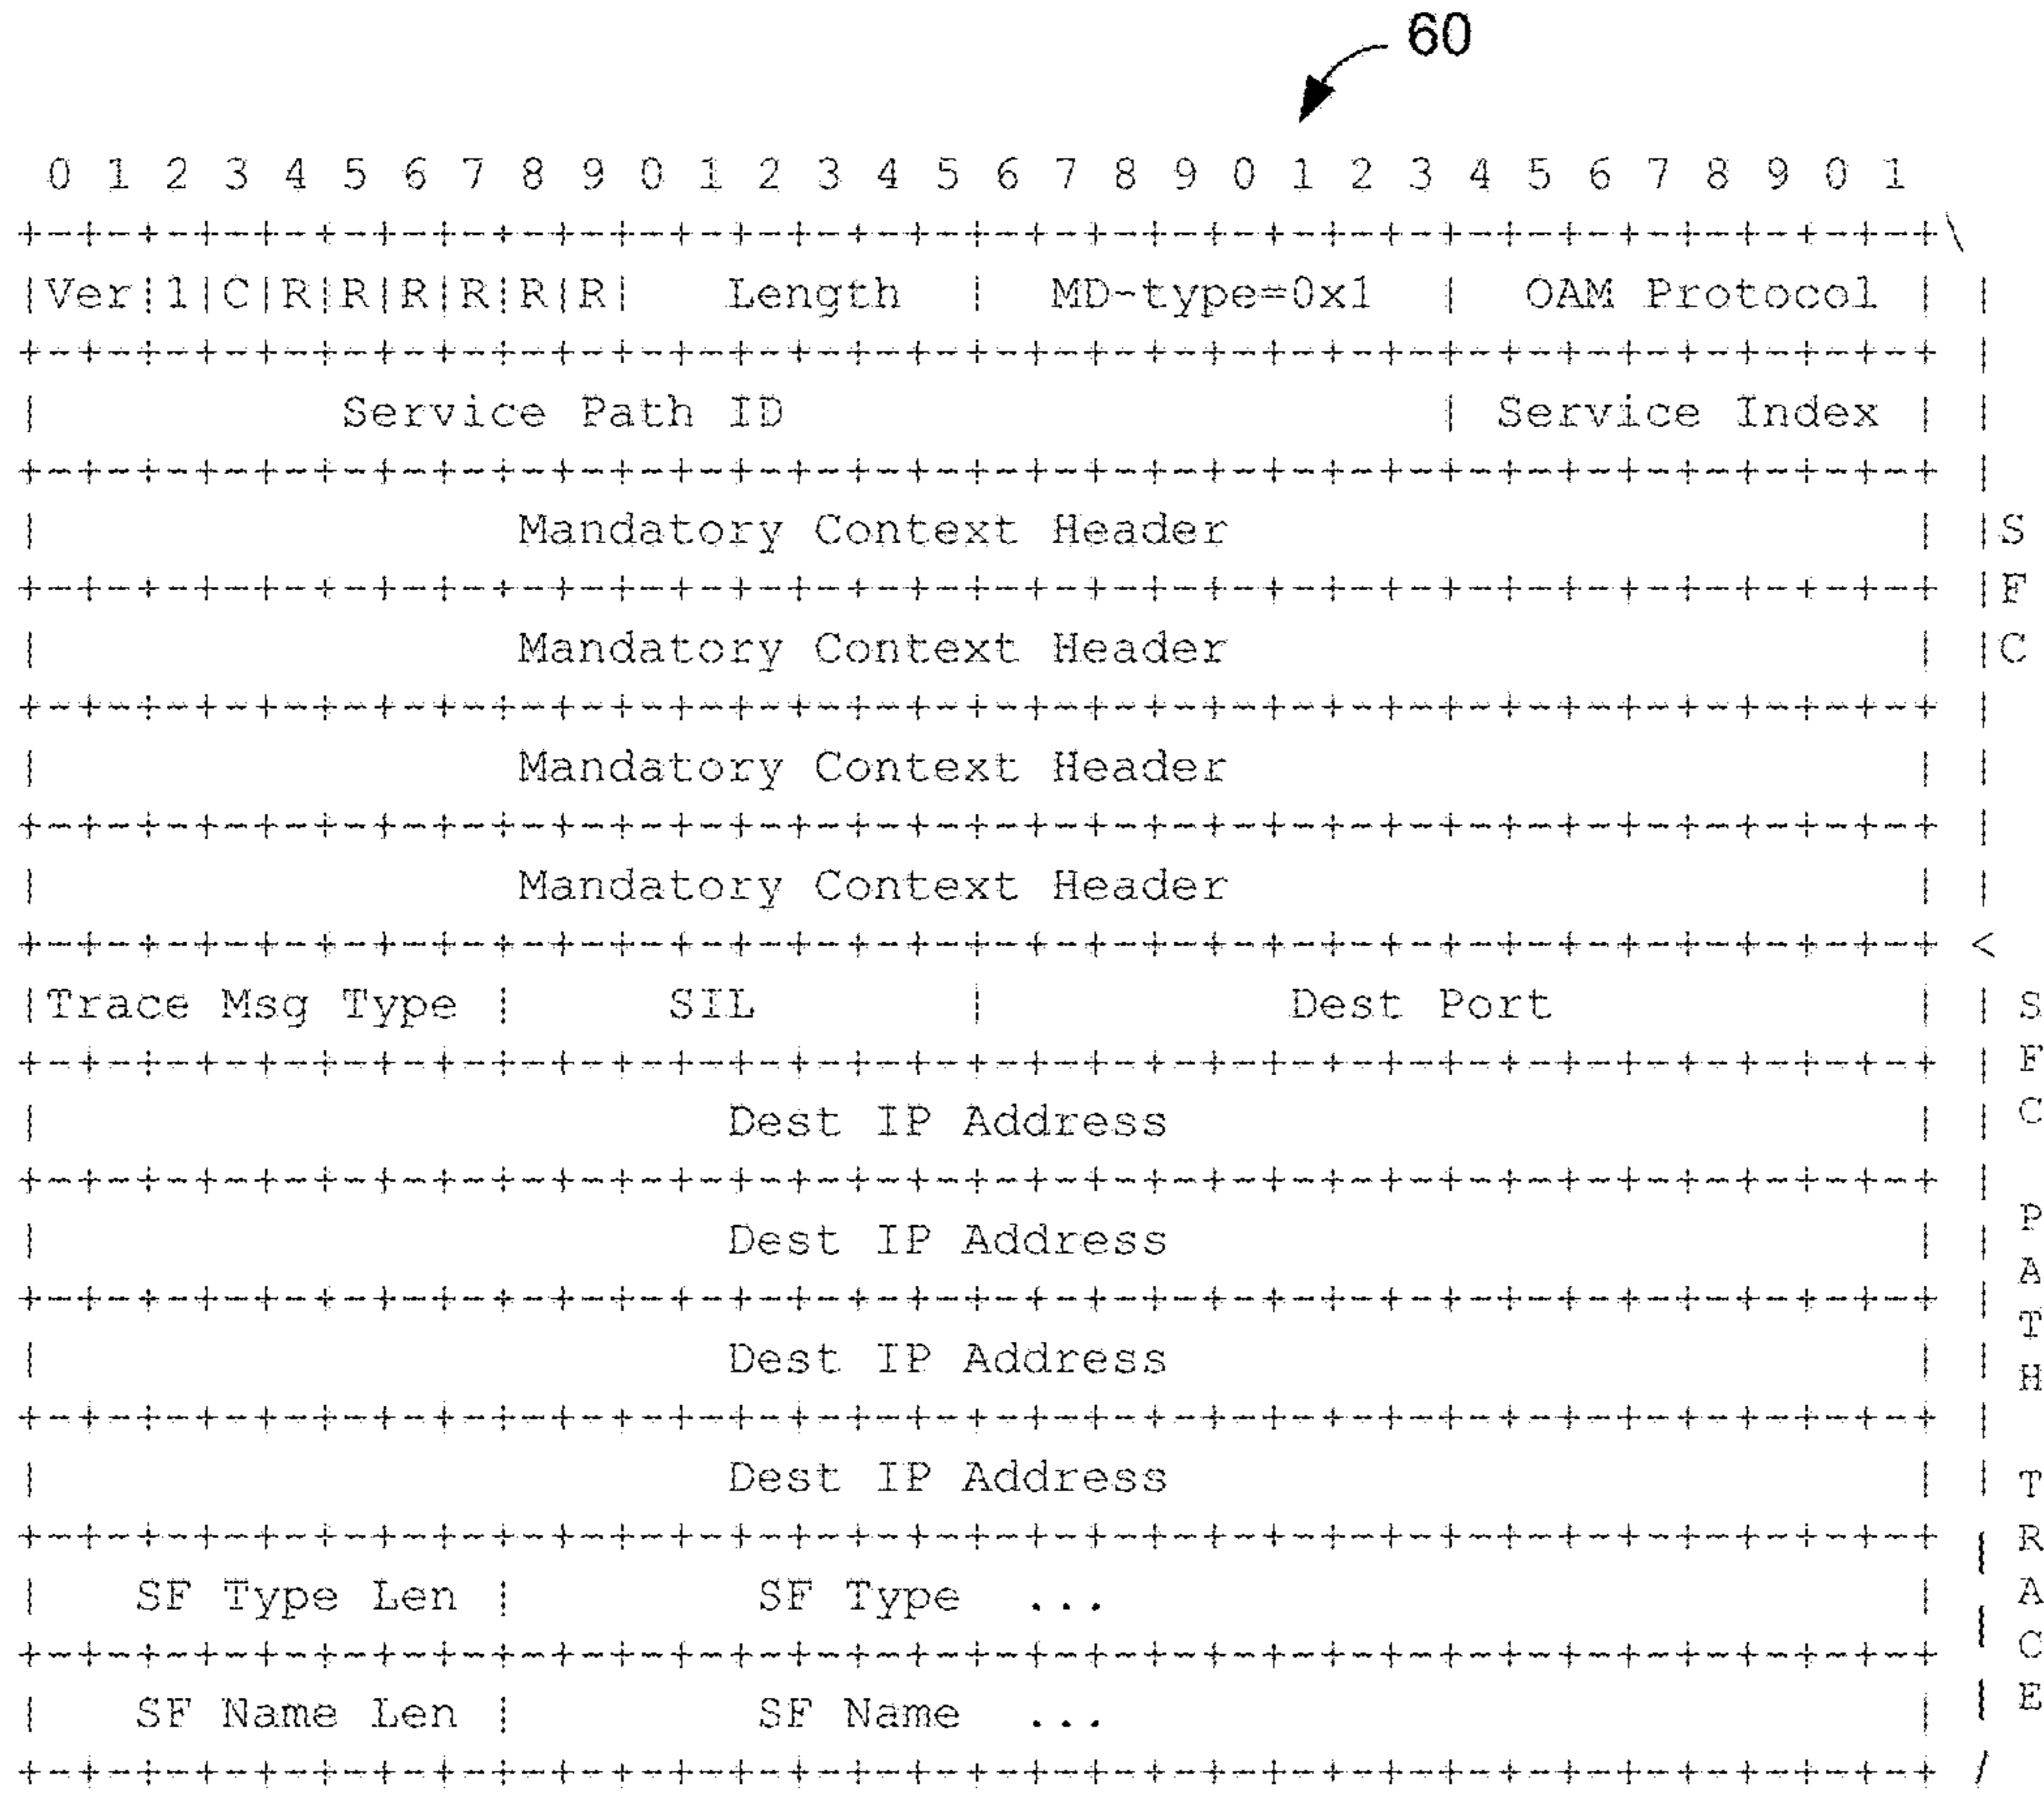 60
 0 1 2 3 4 5 6 7 8 9 0 1 2 3 4 5 6 7 8 9 0 1 2 3 4 5 6 7 8 9 0 1
+-+-+-+-+-+-+-+-+-+-+-+-+-+-+-+-+-+-+-+-+-+-+-+-+-+-+-+-+-+-+-+-+\
|Ver|1|C|R|R|R|R|R|R|   Length  |  MD-type=0x1  |  OAM Protocol | |
+-+-+-+-+-+-+-+-+-+-+-+-+-+-+-+-+-+-+-+-+-+-+-+-+-+-+-+-+-+-+-+-+ |
|          Service Path ID                      | Service Index | |
+-+-+-+-+-+-+-+-+-+-+-+-+-+-+-+-+-+-+-+-+-+-+-+-+-+-+-+-+-+-+-+-+ |
|                Mandatory Context Header                       | |S
+-+-+-+-+-+-+-+-+-+-+-+-+-+-+-+-+-+-+-+-+-+-+-+-+-+-+-+-+-+-+-+-+ |F
|                Mandatory Context Header                       | |C
+-+-+-+-+-+-+-+-+-+-+-+-+-+-+-+-+-+-+-+-+-+-+-+-+-+-+-+-+-+-+-+-+ |
|                Mandatory Context Header                       | |
+-+-+-+-+-+-+-+-+-+-+-+-+-+-+-+-+-+-+-+-+-+-+-+-+-+-+-+-+-+-+-+-+ |
|                Mandatory Context Header                       | |
+-+-+-+-+-+-+-+-+-+-+-+-+-+-+-+-+-+-+-+-+-+-+-+-+-+-+-+-+-+-+-+-+ <
|Trace Msg Type |     SIL       |          Dest Port            | |
+-+-+-+-+-+-+-+-+-+-+-+-+-+-+-+-+-+-+-+-+-+-+-+-+-+-+-+-+-+-+-+-+ |
|                       Dest IP Address                         | |
+-+-+-+-+-+-+-+-+-+-+-+-+-+-+-+-+-+-+-+-+-+-+-+-+-+-+-+-+-+-+-+-+ |
|                       Dest IP Address                         | |
+-+-+-+-+-+-+-+-+-+-+-+-+-+-+-+-+-+-+-+-+-+-+-+-+-+-+-+-+-+-+-+-+ |
|                       Dest IP Address                         | |
+-+-+-+-+-+-+-+-+-+-+-+-+-+-+-+-+-+-+-+-+-+-+-+-+-+-+-+-+-+-+-+-+ |
|                       Dest IP Address                         | |
+-+-+-+-+-+-+-+-+-+-+-+-+-+-+-+-+-+-+-+-+-+-+-+-+-+-+-+-+-+-+-+-+ |
|   SF Type Len |        SF Type  ...                           | |
+-+-+-+-+-+-+-+-+-+-+-+-+-+-+-+-+-+-+-+-+-+-+-+-+-+-+-+-+-+-+-+-+ |
|   SF Name Len |        SF Name  ...                           | |
+-+-+-+-+-+-+-+-+-+-+-+-+-+-+-+-+-+-+-+-+-+-+-+-+-+-+-+-+-+-+-+-+ /
SFC PATH TRACE